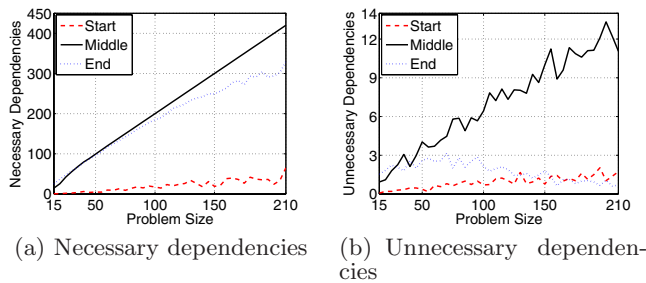 450
400
300
200
100
0
Necessary Dependencies
Start
Middle
End
15 50 100 150 210
Problem Size
(a) Necessary dependencies
14
12
9
6
3
0
Unnecessary Dependencies
Start
Middle
End
15 50 100 150 210
Problem Size
(b) Unnecessary dependen-
cies